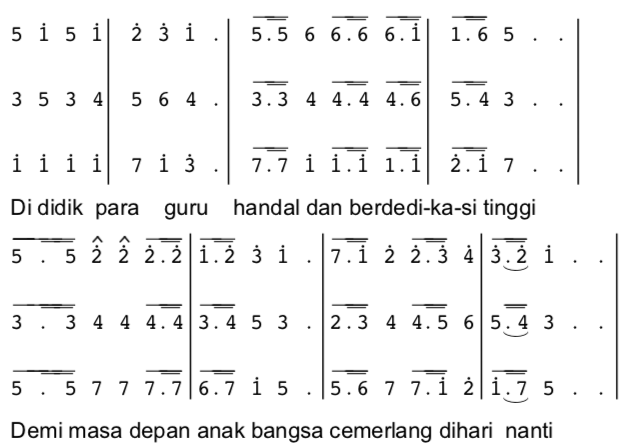 5 i̇ 5 i̇ | 2̇ 3̇ i̇ . | 5.5 6 6.6 6.i̇ | 1.6 5 . . |
3 5 3 4 | 5 6 4 . | 3.3 4 4.4 4.6 | 5.4 3 . . |
i̇ i̇ i̇ i̇ | 7 i̇ 3̇ . | 7.7 i̇ i̇.i̇ 1.i̇ | 2̇.i̇ 7 . . |
Di didik para guru handal dan berdedi-ka-si tinggi
5 . 5 2̇ 2̇ 2̇.2̇ | i̇.2̇ 3̇ i̇ . | 7.i̇ 2̇ 2̇.3̇ 4̇ | 3̇.2̇ i̇ . . |
3 . 3 4 4 4.4 | 3.4 5 3 . | 2.3 4 4.5 6 | 5.4 3 . . |
5 . 5 7 7 7.7 | 6.7 i̇ 5 . | 5.6 7 7.i̇ 2̇ | i̇.7 5 . . |
Demi masa depan anak bangsa cemerlang dihari nanti